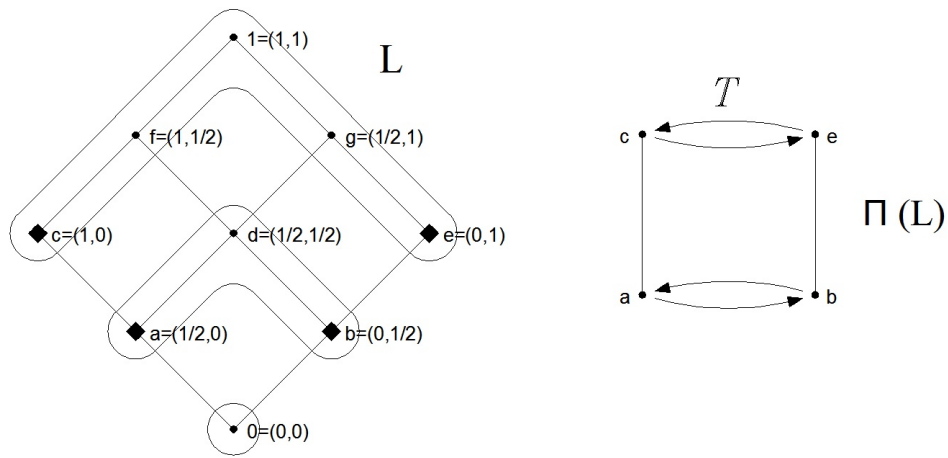 1=(1,1)
L
T
f=(1,1/2)
g=(1/2,1)
c
e
Π (L)
c=(1,0)
d=(1/2,1/2)
e=(0,1)
a
b
a=(1/2,0)
b=(0,1/2)
0=(0,0)